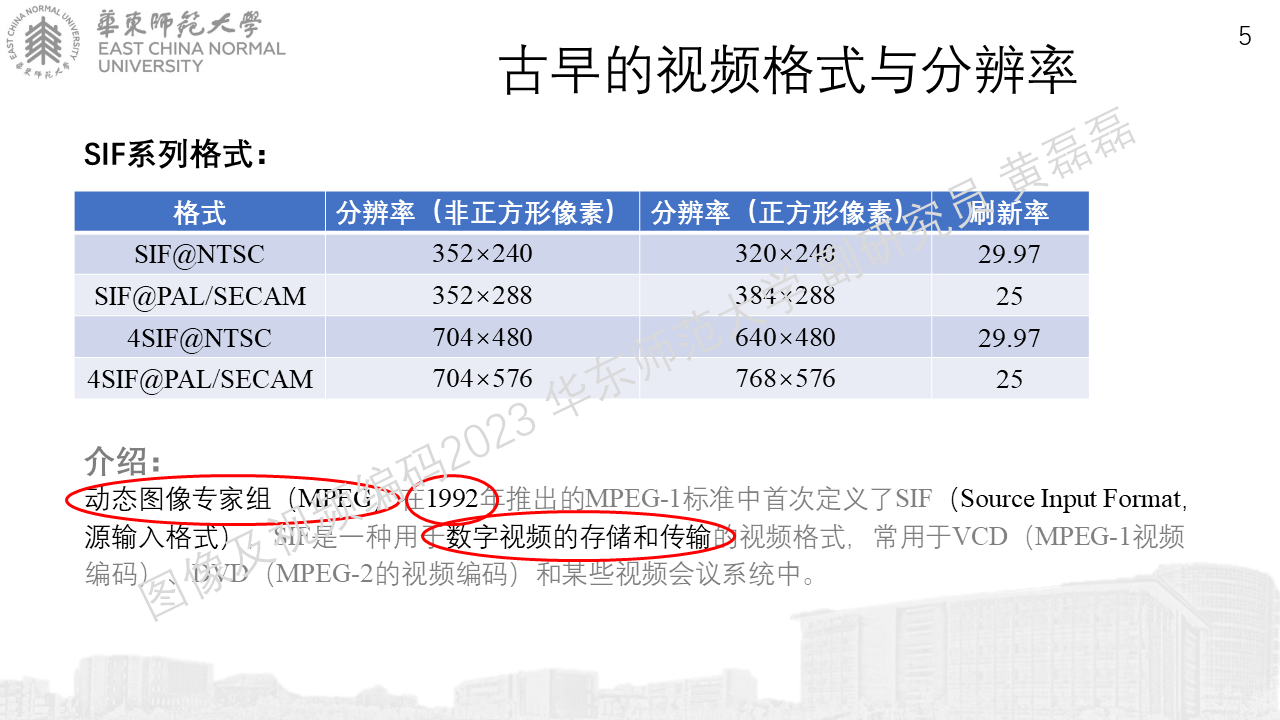 華東師范大學
EAST CHINA NORMAL
UNIVERSITY
EAST CHINA NORMAL UNIVERSITY
華東师范大学
5
古早的视频格式与分辨率
SIF系列格式：
格式 分辨率（非正方形像素） 分辨率（正方形像素） 刷新率
SIF@NTSC 352×240 320×240 29.97
SIF@PAL/SECAM 352×288 384×288 25
4SIF@NTSC 704×480 640×480 29.97
4SIF@PAL/SECAM 704×576 768×576 25
介绍：
动态图像专家组（MPEG）在1992年推出的MPEG-1标准中首次定义了SIF（Source Input Format,
源输入格式）。SIF是一种用于数字视频的存储和传输的视频格式，常用于VCD（MPEG-1视频
编码）、DVD（MPEG-2的视频编码）和某些视频会议系统中。
图像及视频编码2023 华东师范大学 副研究员 黄磊磊